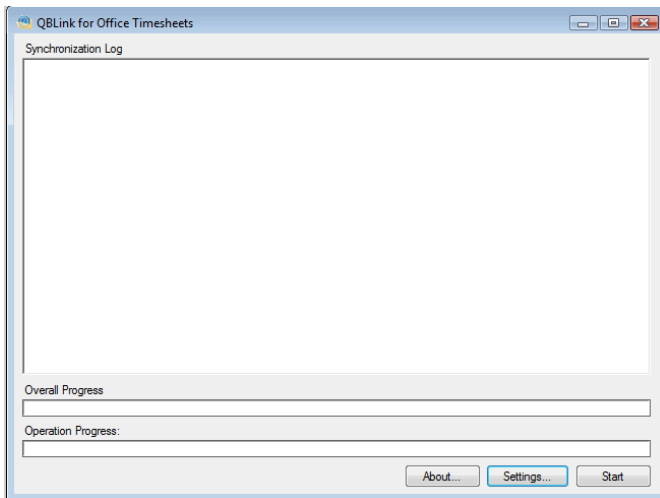 QBLink for Office Timesheets
Synchronization Log
Overall Progress
Operation Progress:
About... Settings... Start